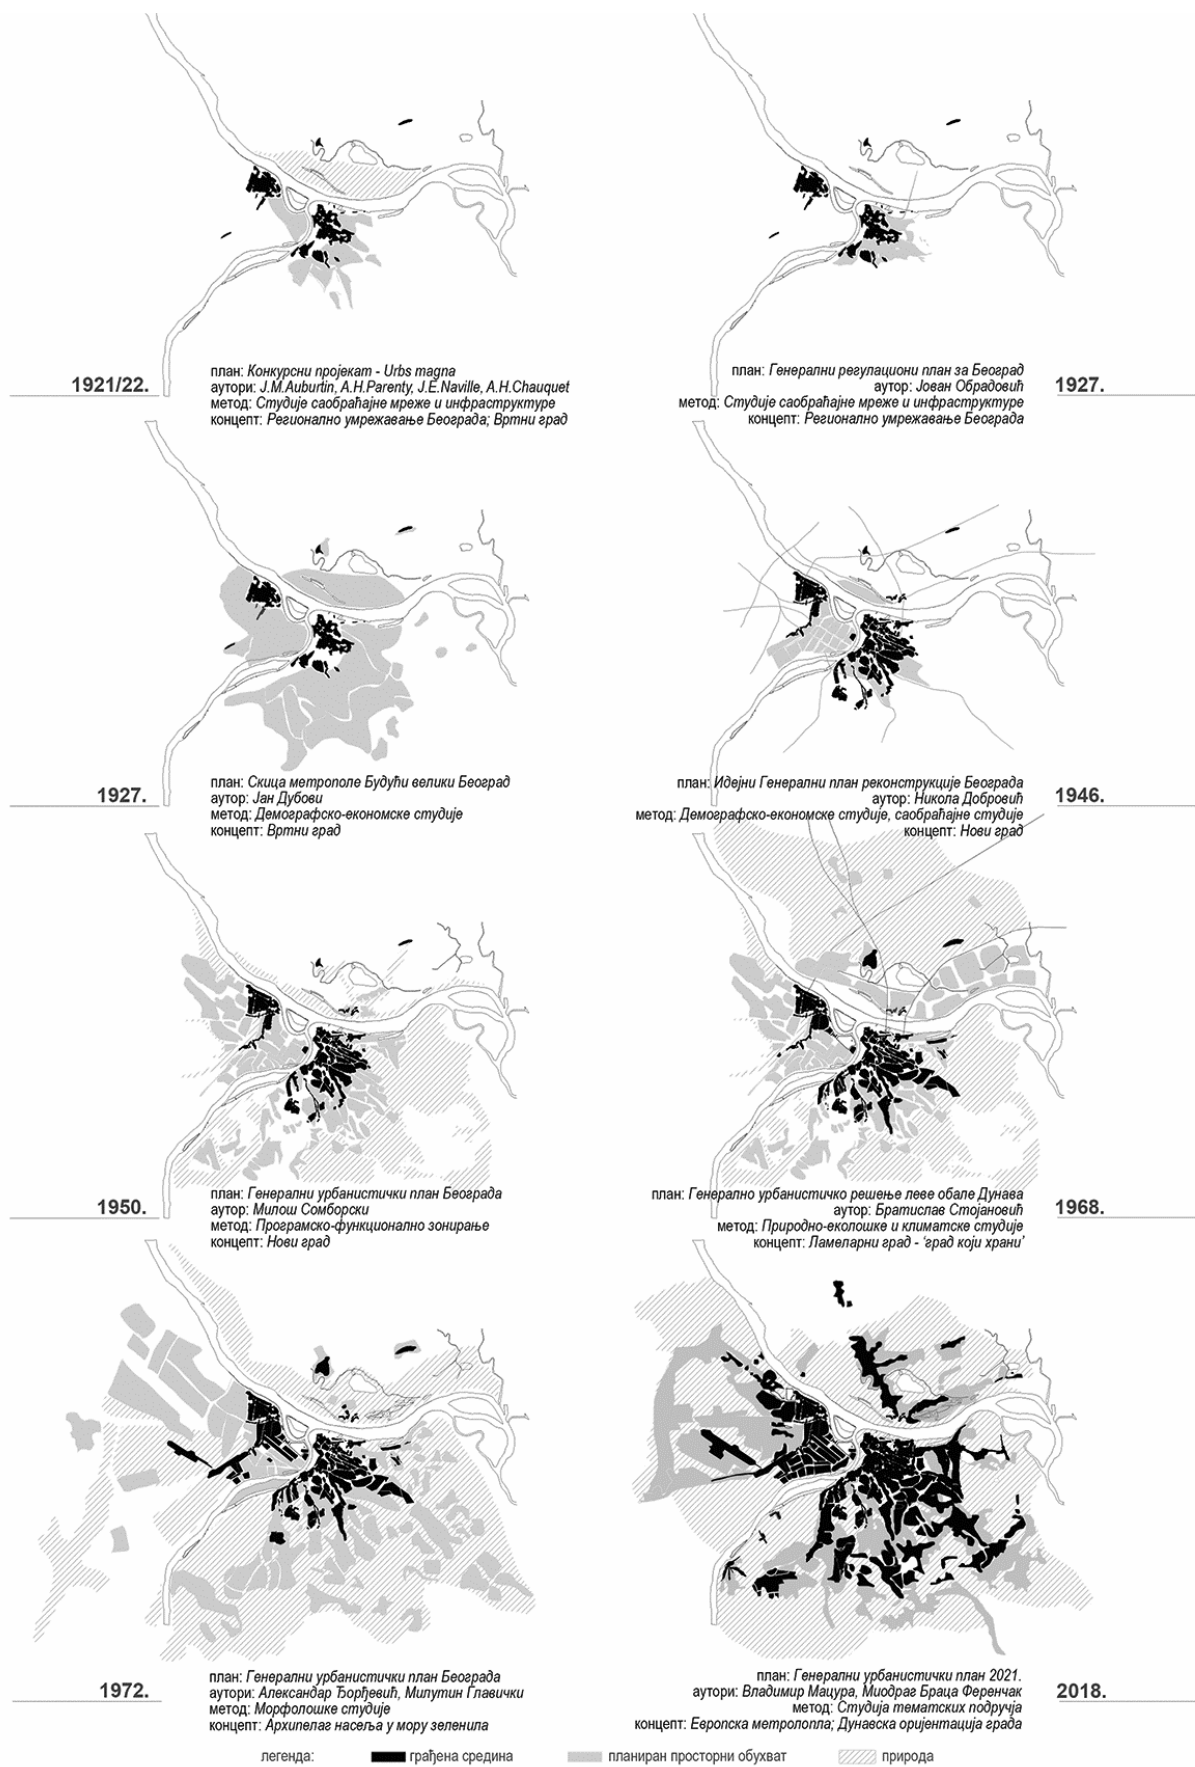 1921/22.
план: Конкурсни пројекат - Urbs magna
аутори: J.M.Auburtin, A.H.Parenty, J.E.Naville, A.H.Chauquet
метод: Студије саобраћајне мреже и инфраструктуре
концепт: Регионално умрежавање Београда; Вртни град
план: Генерални регулациони план за Београд
аутор: Јован Обрадовић
метод: Студије саобраћајне мреже и инфраструктуре
концепт: Регионално умрежавање Београда
1927.
1927.
план: Скица метрополе Будући велики Београд
аутор: Јан Дубови
метод: Демографско-економске студије
концепт: Вртни град
план: Идејни Генерални план реконструкције Београда
аутор: Никола Добровић
метод: Демографско-економске студије, саобраћајне студије
концепт: Нови град
1946.
1950.
план: Генерални урбанистички план Београда
аутор: Милош Сомборски
метод: Програмско-функционално зонирање
концепт: Нови град
план: Генерално урбанистичко решење леве обале Дунава
аутор: Братислав Стојановић
метод: Природно-еколошке и климатске студије
концепт: Ламеларни град - 'град који храни'
1968.
1972.
план: Генерални урбанистички план Београда
аутори: Александар Ђорђевић, Милутин Главички
метод: Морфолошке студије
концепт: Архипелаг насеља у мору зеленила
план: Генерални урбанистички план 2021.
аутори: Владимир Мацура, Миодраг Браца Ференчак
метод: Студија тематских подручја
концепт: Европска метролопла; Дунавска оријентација града
2018.
легенда: грађена средина планиран просторни обухват природа